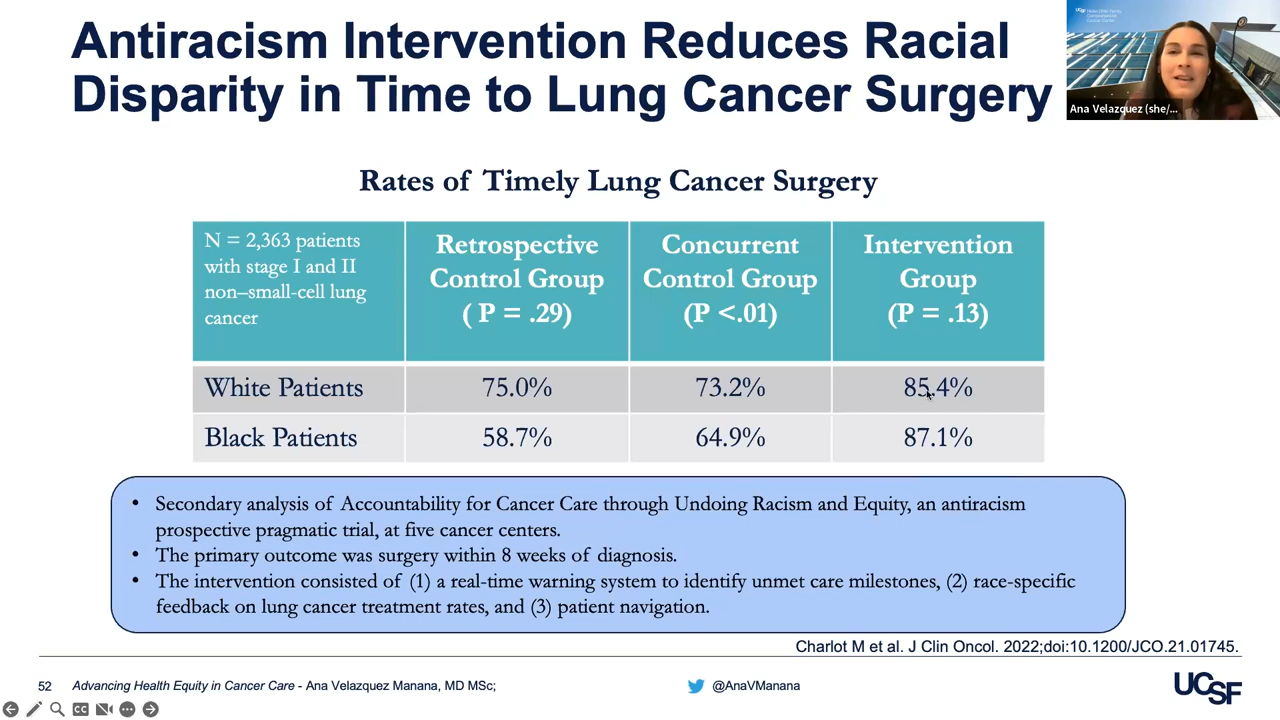 Antiracism Intervention Reduces Racial
Disparity in Time to Lung Cancer Surgery
Ana Velazquez (she/...
Rates of Timely Lung Cancer Surgery
N = 2,363 patients
with stage I and II
non–small-cell lung
cancer
Retrospective
Control Group
( P = .29)
Concurrent
Control Group
(P <.01)
Intervention
Group
(P = .13)
White Patients 75.0% 73.2% 85.4%
Black Patients 58.7% 64.9% 87.1%
• Secondary analysis of Accountability for Cancer Care through Undoing Racism and Equity, an antiracism
prospective pragmatic trial, at five cancer centers.
• The primary outcome was surgery within 8 weeks of diagnosis.
• The intervention consisted of (1) a real-time warning system to identify unmet care milestones, (2) race-specific
feedback on lung cancer treatment rates, and (3) patient navigation.
Charlot M et al. J Clin Oncol. 2022;doi:10.1200/JCO.21.01745.
52 Advancing Health Equity in Cancer Care - Ana Velazquez Manana, MD MSc;
@AnaVManana
UCSF
CC